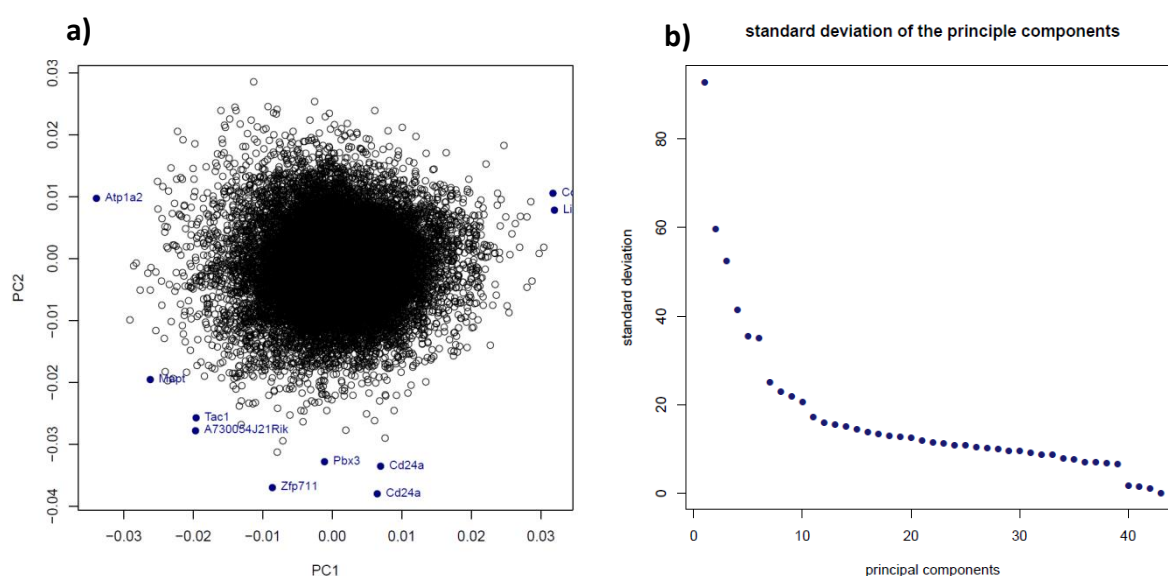 a)
0.03
0.02
0.01
0.00
−0.01
−0.02
−0.03
−0.04
PC2
Atp1a2
Co
Li
Mapt
Tac1
A730054J21Rik
Pbx3
Cd24a
Zfp711
Cd24a
−0.03
−0.02
−0.01
0.00
0.01
0.02
0.03
PC1
b)
standard deviation of the principle components
80
60
40
20
0
standard deviation
0
10
20
30
40
principal components